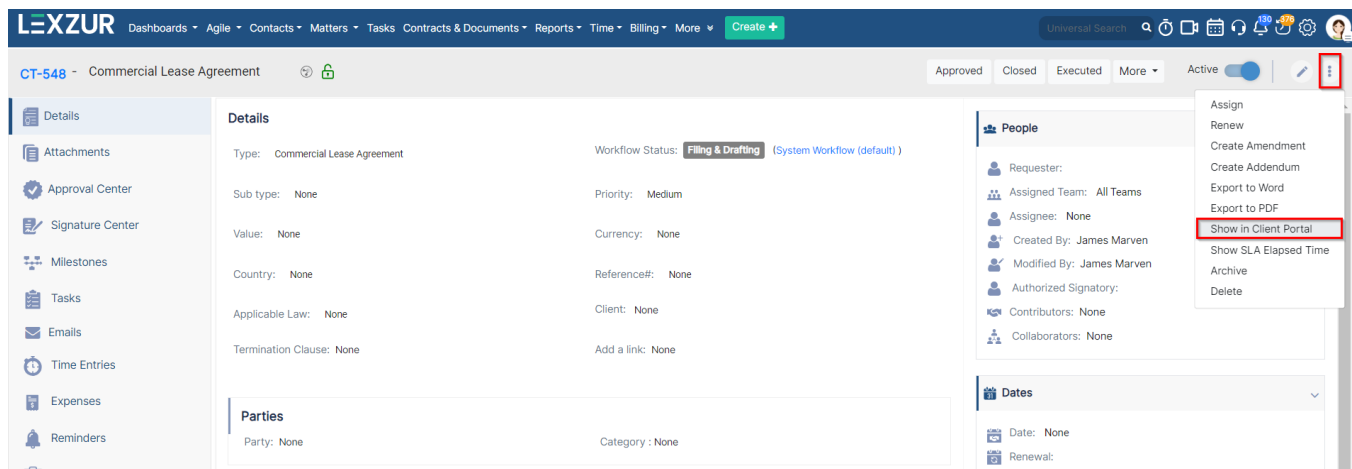 LEXZUR Dashboards Agile Contacts Matters Tasks Contracts & Documents Reports Time Billing More Create + Universal Search 130 376
CT-548 - Commercial Lease Agreement Approved Closed Executed More Active
Details
Attachments
Approval Center
Signature Center
Milestones
Tasks
Emails
Time Entries
Expenses
Reminders
Details
Type: Commercial Lease Agreement
Workflow Status: Filing & Drafting (System Workflow (default) )
Sub type: None
Priority: Medium
Value: None
Currency: None
Country: None
Reference#: None
Applicable Law: None
Client: None
Termination Clause: None
Add a link: None
Parties
Party: None
Category : None
People
Requester:
Assigned Team: All Teams
Assignee: None
Created By: James Marven
Modified By: James Marven
Authorized Signatory:
Contributors: None
Collaborators: None
Dates
Date: None
Renewal:
Assign
Renew
Create Amendment
Create Addendum
Export to Word
Export to PDF
Show in Client Portal
Show SLA Elapsed Time
Archive
Delete